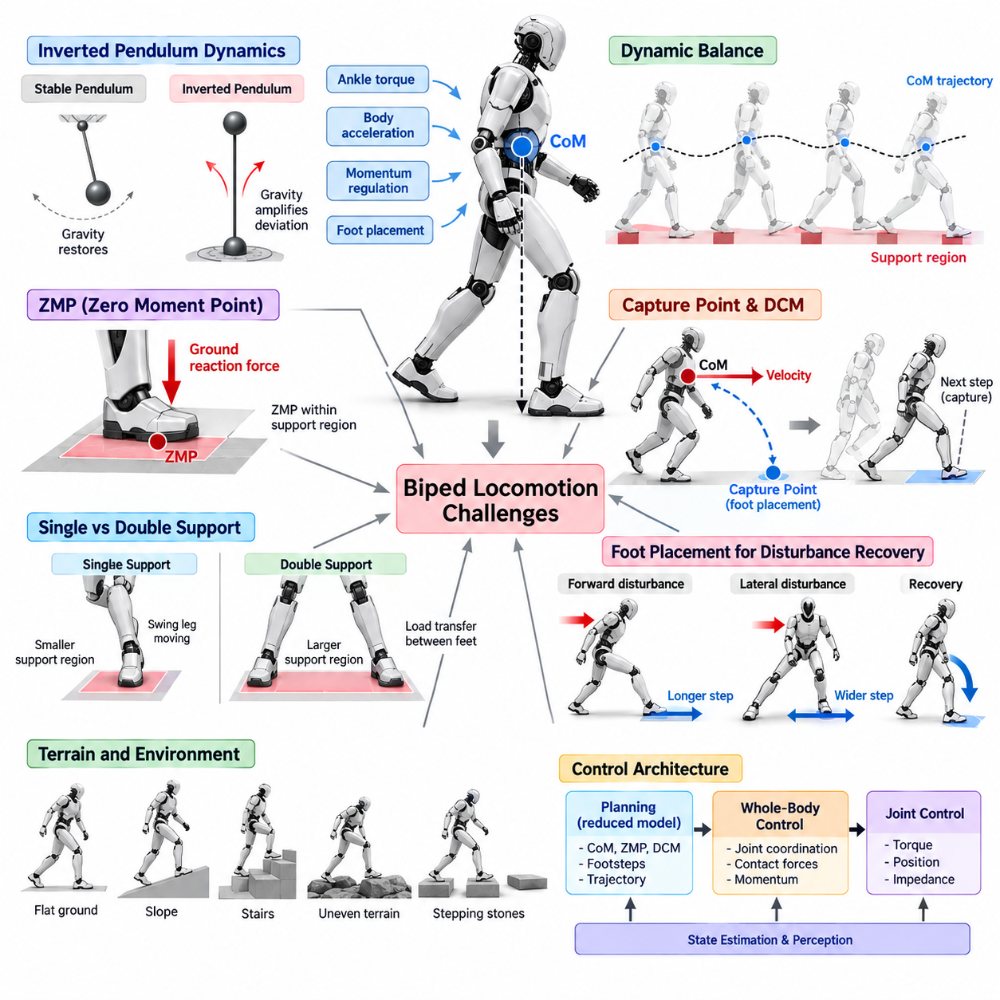 Inverted Pendulum Dynamics
Stable Pendulum
Inverted Pendulum
Gravity
restores
Gravity
amplifies
deviation
Ankle torque
Body
acceleration
Momentum
regulation
Foot placement
CoM
Dynamic Balance
CoM trajectory
Support region
ZMP (Zero Moment Point)
Ground
reaction force
ZMP within
support region
ZMP
Capture Point & DCM
CoM
Velocity
Next step
(capture)
Capture Point
(foot placement)
Biped Locomotion
Challenges
Single vs Double Support
Singłae Support
Swing leg
moving
Smaller
support region
Double Support
Larger
support region
Load transfer
between feet
Foot Placement for Disturbance Recovery
Forward disturbance
Lateral disturbance
Recovery
Longer step
Wider step
Terrain and Environment
Flat ground
Slope
Stairs
Uneven terrain
Stepping stones
Control Architecture
Planning
(reduced model)
- CoM, ZMP, DCM
- Footsteps
- Trajectory
Whole-Body
Control
- Joint coordination
- Contact forces
- Momentum
Joint Control
- Torque
- Position
- Impedance
State Estimation & Perception